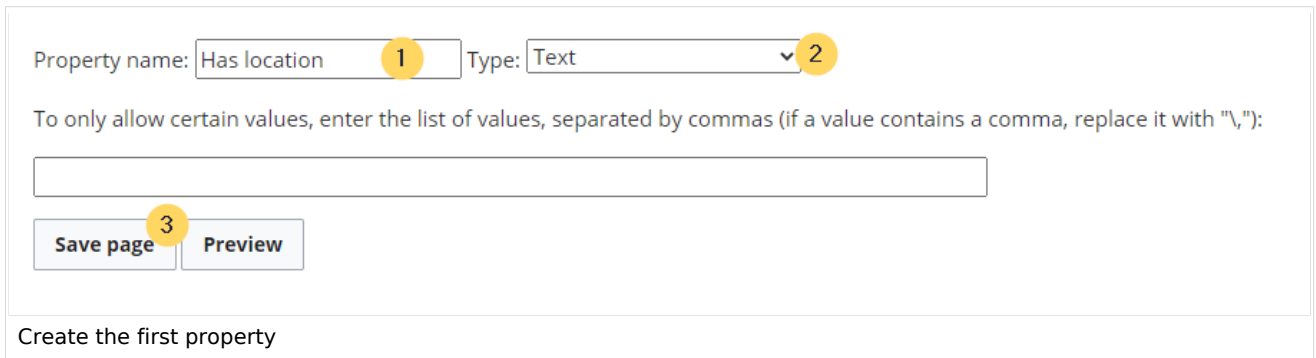 Property name: Has location 1 Type: Text 2
To only allow certain values, enter the list of values, separated by commas (if a value contains a comma, replace it with "\,"):
3
Save page Preview
Create the first property